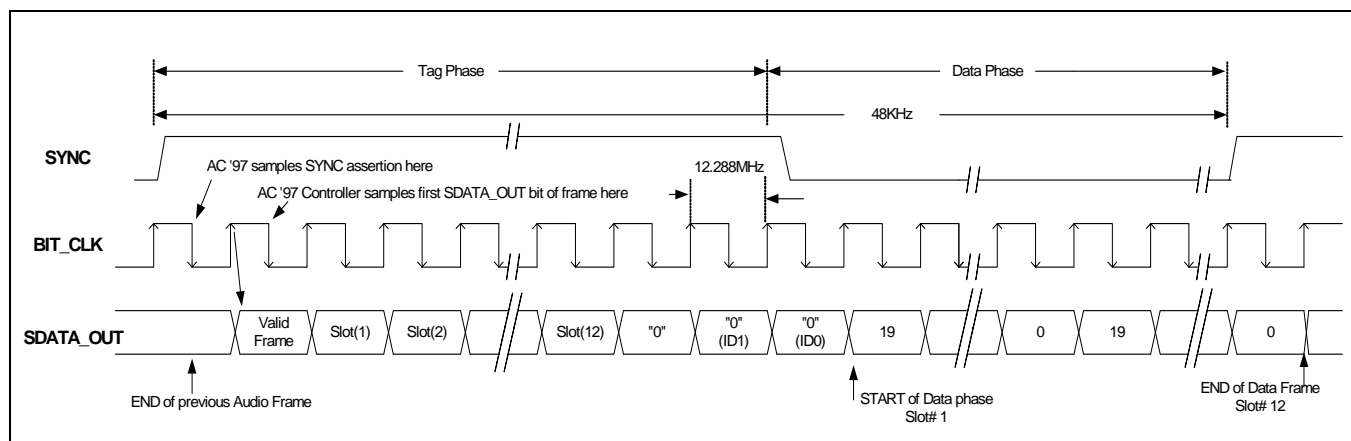 Tag Phase
Data Phase
48KHz
SYNC
AC '97 samples SYNC assertion here
12.288MHz
AC '97 Controller samples first SDATA_OUT bit of frame here
BIT_CLK
SDATA_OUT
Valid
Frame
Slot(1)
Slot(2)
Slot(12)
"0"
"0"
(ID1)
"0"
(ID0)
19
0
19
0
END of previous Audio Frame
START of Data phase
Slot# 1
END of Data Frame
Slot# 12